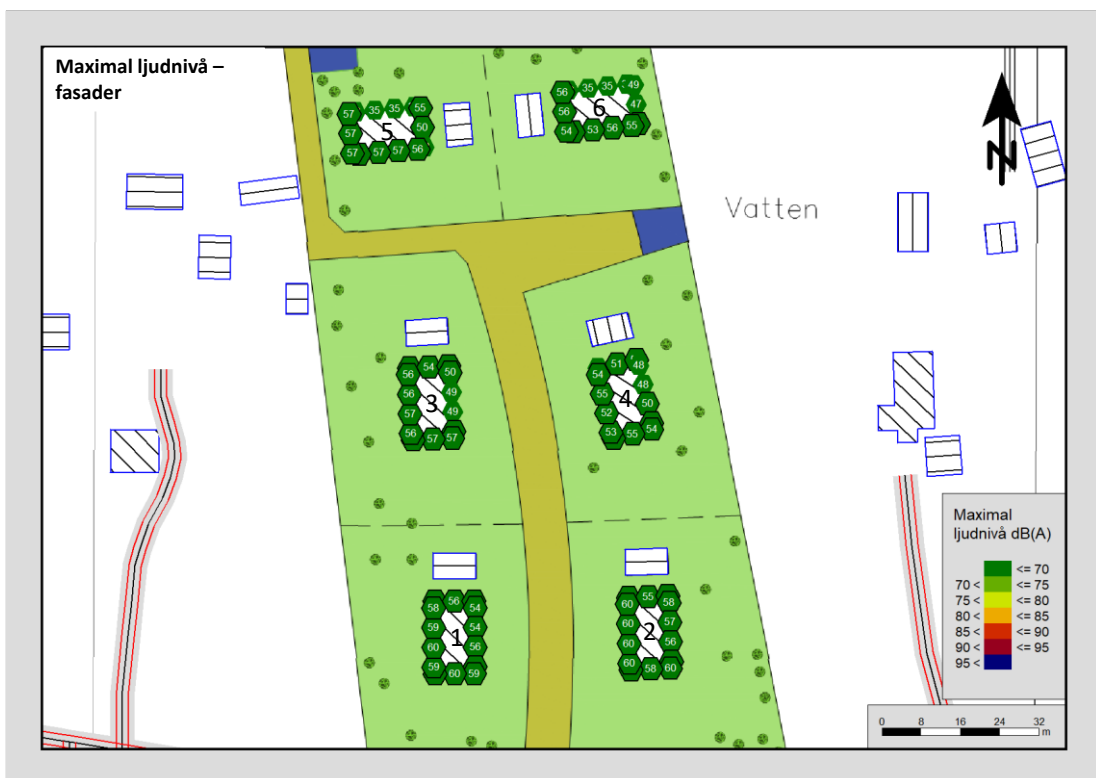 Maximal ljudnivå –
fasader
56 35 35 49
57 35 35 55
56 47
57 5 50
6
54 53 56 55
57 57 57 56
Vatten
N
54 51 48
56 54 50
55 4 48
56 3 49
52 50
57 49
53 55 54
56 57 57
Maximal
ljudnivå dB(A)
<= 70
70 < <= 75
75 < <= 80
80 < <= 85
85 < <= 90
90 < <= 95
95 <
60 55 58
58 56 54
60 2 57
59 1 54
60 56
60 56
60 58 60
59 60 59
0 8 16 24 32
m